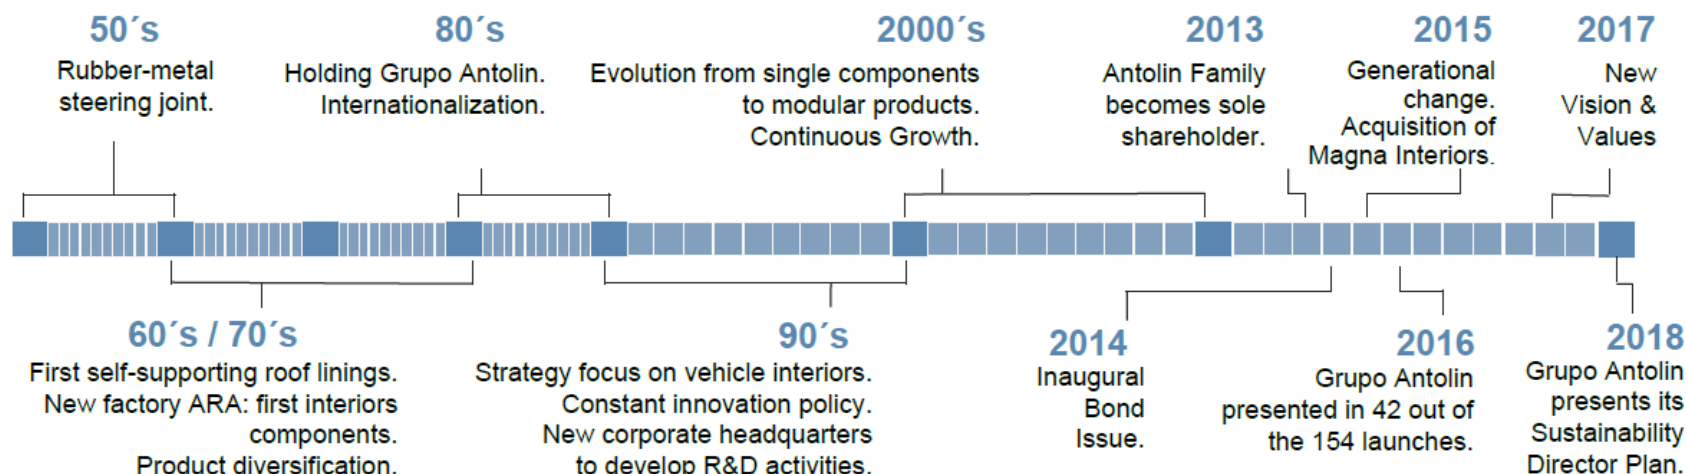 50´s
Rubber-metal
steering joint.
80´s
Holding Grupo Antolin.
Internationalization.
2000´s
Evolution from single components
to modular products.
Continuous Growth.
2013
Antolin Family
becomes sole
shareholder.
2015
Generational
change.
Acquisition of
Magna Interiors.
2017
New
Vision &
Values
60´s / 70´s
First self-supporting roof linings.
New factory ARA: first interiors
components.
Product diversification.
90´s
Strategy focus on vehicle interiors.
Constant innovation policy.
New corporate headquarters
to develop R&D activities.
2014
Inaugural
Bond
Issue.
2016
Grupo Antolin
presented in 42 out of
the 154 launches.
2018
Grupo Antolin
presents its
Sustainability
Director Plan.